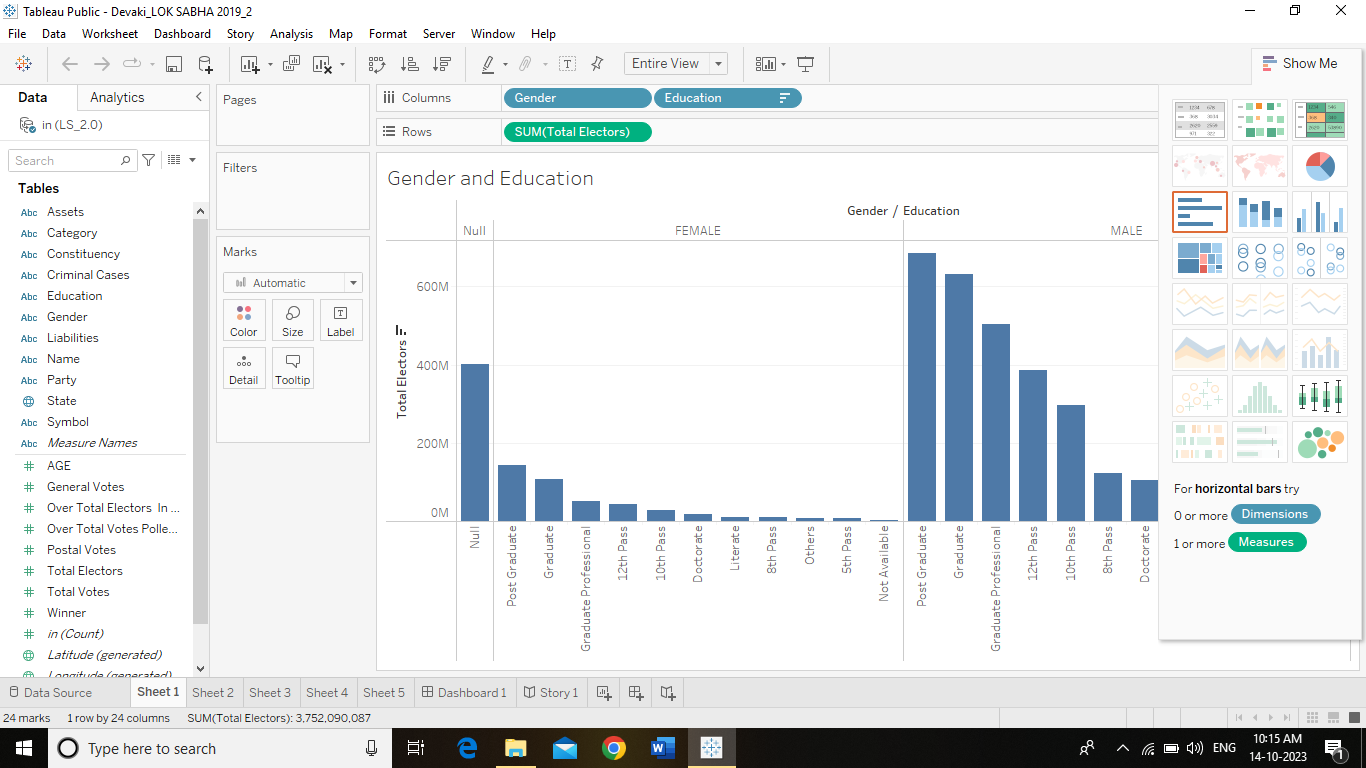 Tableau Public - Devaki_LOK SABHA 2019_2
File Data Worksheet Dashboard Story Analysis Map Format Server Window Help
Entire View
Show Me
Data Analytics
in (LS_2.0)
Search
Tables
Abc Assets
Abc Category
Abc Constituency
Abc Criminal Cases
Abc Education
Abc Gender
Abc Liabilities
Abc Name
Abc Party
State
Abc Symbol
Abc Measure Names
AGE
General Votes
Over Total Electors In ...
Over Total Votes Polle...
Postal Votes
Total Electors
Total Votes
Winner
in (Count)
Latitude (generated)
Longitude (generated)
Pages
Filters
Marks
Automatic
Color Size Label
Detail Tooltip
Columns Gender Education
Rows SUM(Total Electors)
Gender and Education
Gender / Education
Null FEMALE MALE
Total Electors
600M
400M
200M
0M
Null
Post Graduate
Graduate
Graduate Professional
12th Pass
10th Pass
Doctorate
Literate
8th Pass
Others
5th Pass
Not Available
Post Graduate
Graduate
Graduate Professional
12th Pass
10th Pass
8th Pass
Doctorate
For horizontal bars try
0 or more Dimensions
1 or more Measures
Data Source Sheet 1 Sheet 2 Sheet 3 Sheet 4 Sheet 5 Dashboard 1 Story 1
24 marks 1 row by 24 columns SUM(Total Electors): 3,752,090,087
Type here to search
ENG
10:15 AM
14-10-2023
1